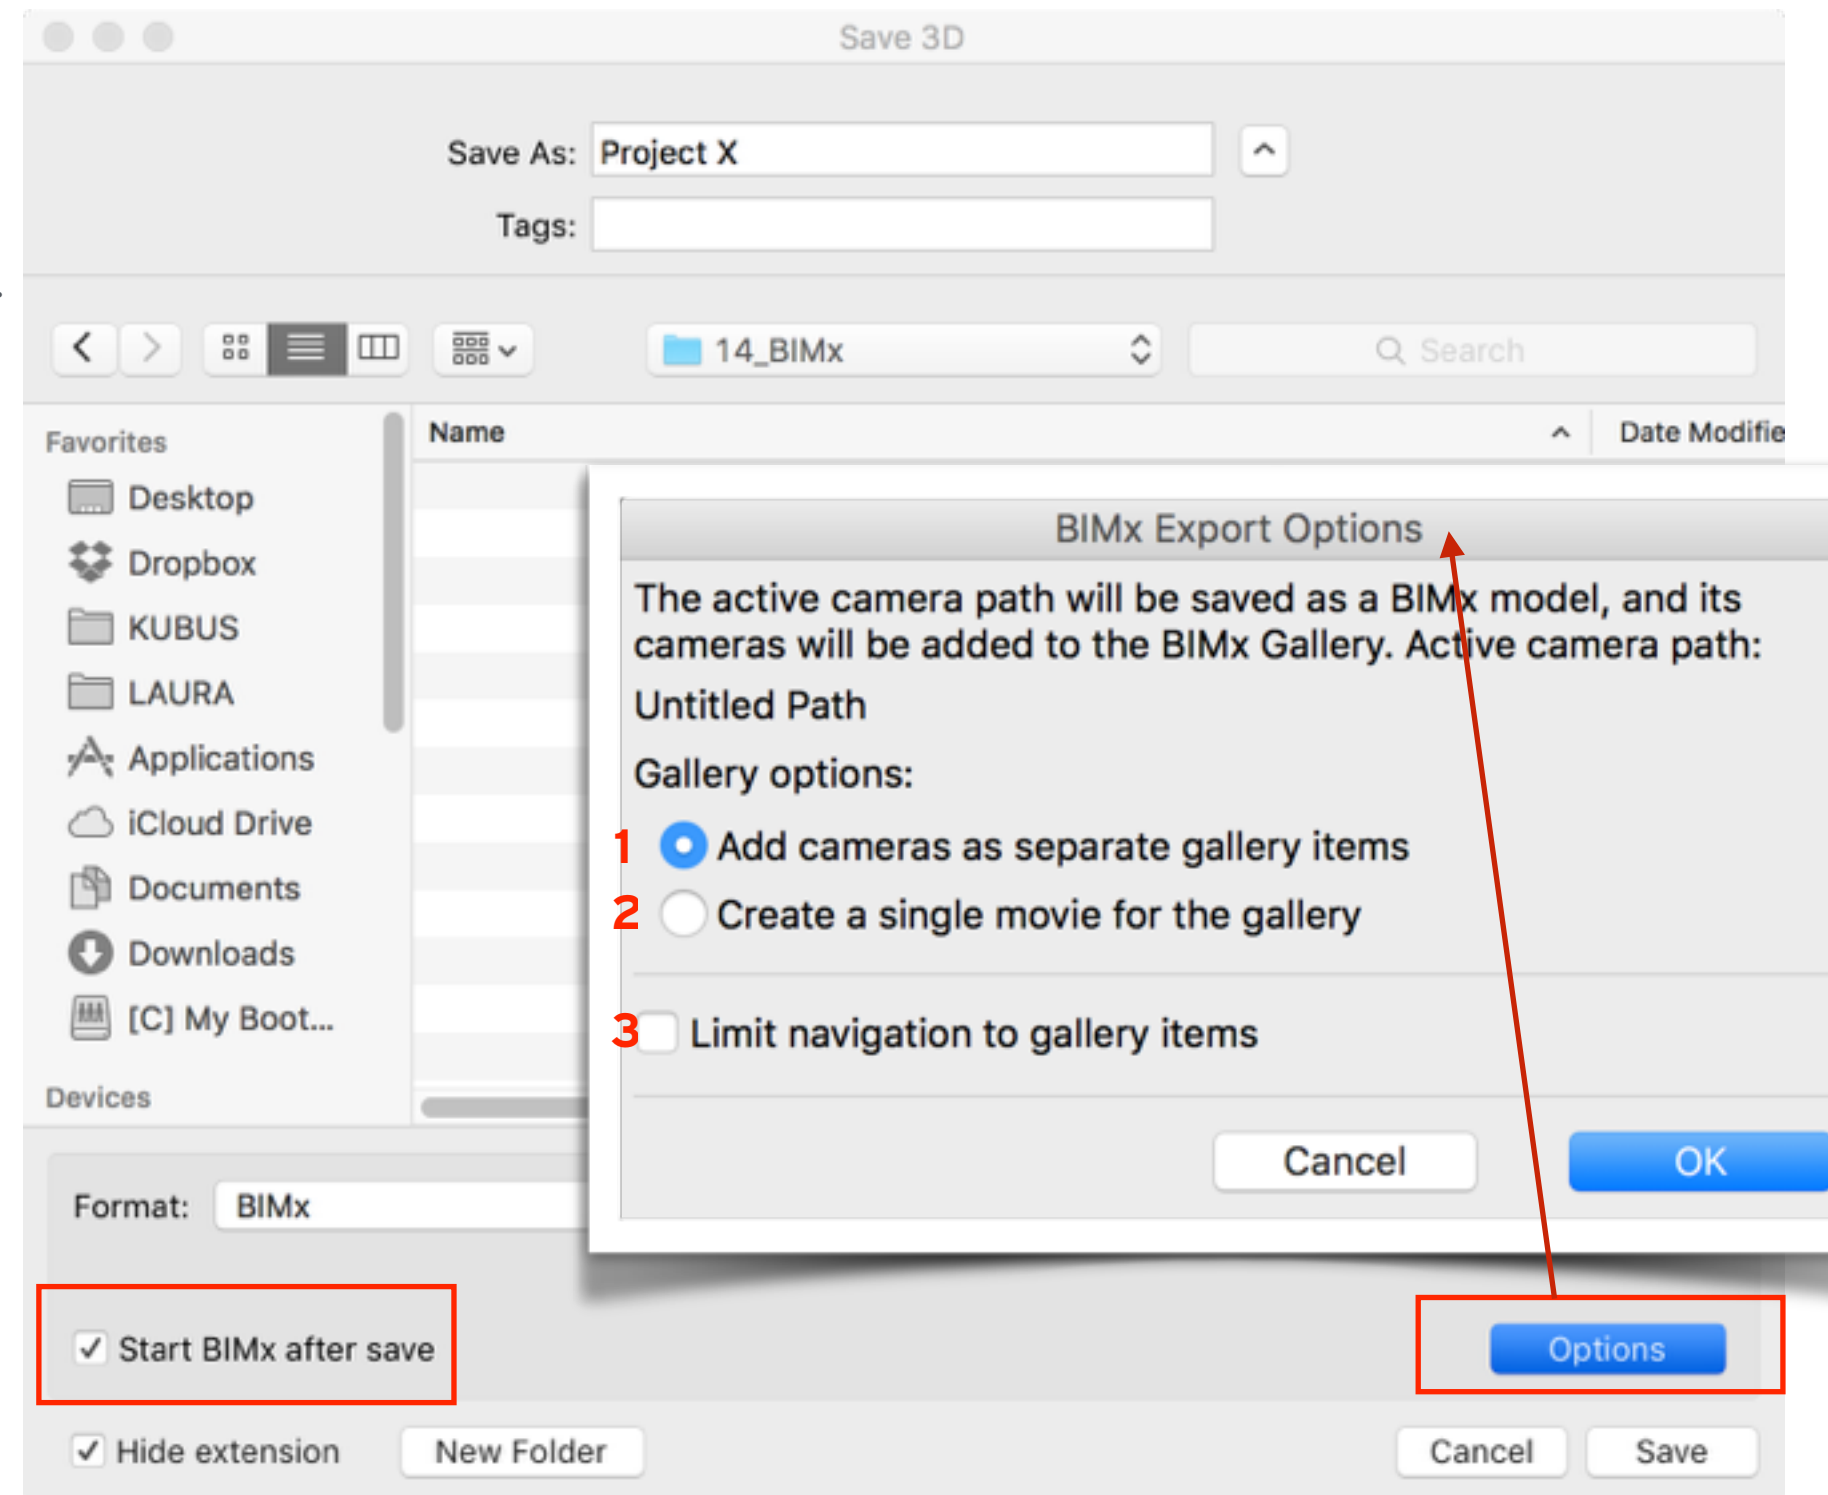 Save 3D
Save As: Project X
Tags:
14_BIMx
Search
Favorites
Name
Date Modifie
Desktop
Dropbox
KUBUS
LAURA
Applications
iCloud Drive
Documents
Downloads
[C] My Boot...
Devices
BIMx Export Options
The active camera path will be saved as a BIMx model, and its
cameras will be added to the BIMx Gallery. Active camera path:
Untitled Path
Gallery options:
1 Add cameras as separate gallery items
2 Create a single movie for the gallery
3 Limit navigation to gallery items
Cancel OK
Format: BIMx
Start BIMx after save
Options
Hide extension
New Folder
Cancel
Save